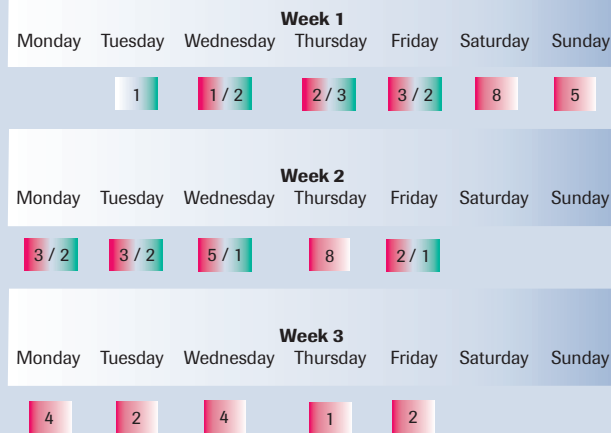 Week 1
Monday Tuesday Wednesday Thursday Friday Saturday Sunday
1 1 / 2 2 / 3 3 / 2 8 5
Week 2
Monday Tuesday Wednesday Thursday Friday Saturday Sunday
3 / 2 3 / 2 5 / 1 8 2 / 1
Week 3
Monday Tuesday Wednesday Thursday Friday Saturday Sunday
4 2 4 1 2